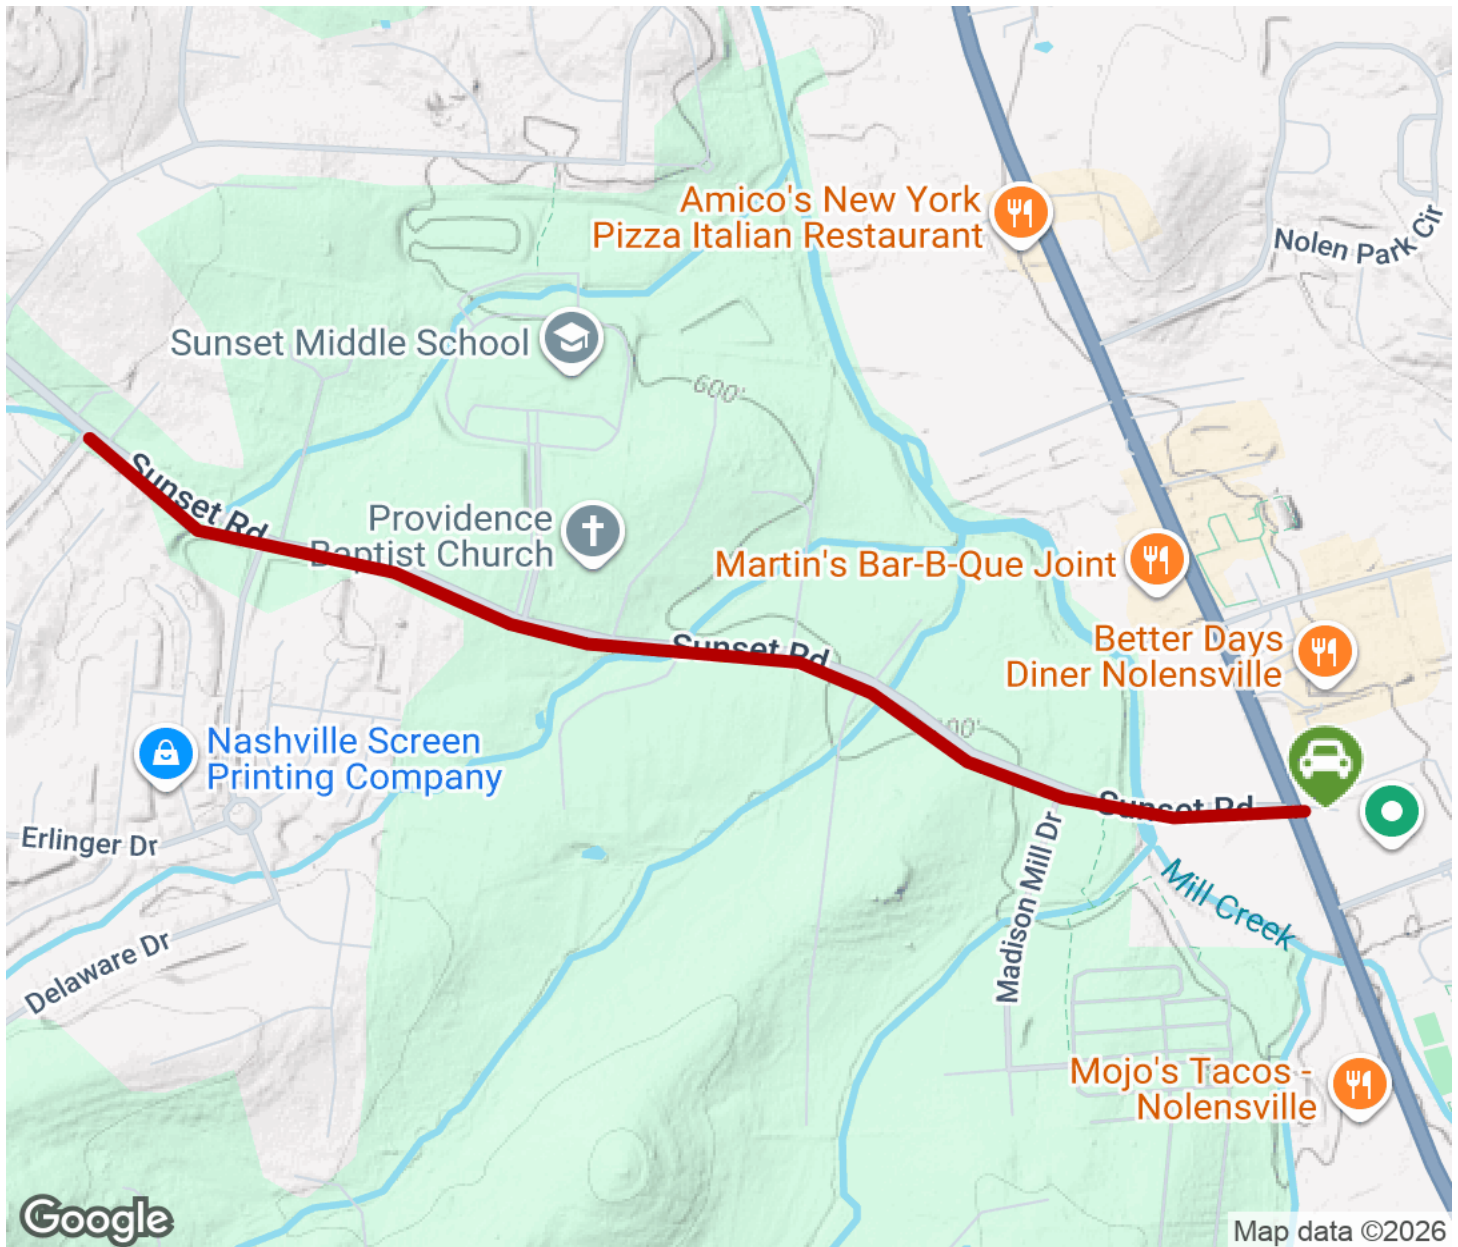 Amico's New York
Pizza Italian Restaurant
Nolen Park Cir
Sunset Middle School
600'
Sunset Rd
Providence
Baptist Church
Martin's Bar-B-Que Joint
Better Days
Diner Nolensville
Sunset Rd
Nashville Screen
Printing Company
Sunset Rd
Erlinger Dr
Madison Mill Dr
Mill Creek
Delaware Dr
Mojo's Tacos -
Nolensville
Google
Map data ©2026